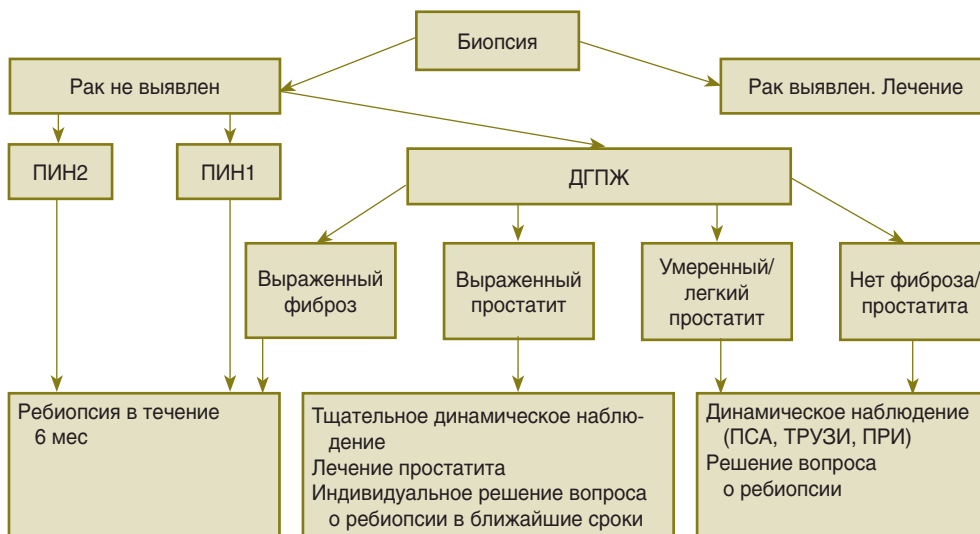 Биопсия
Рак не выявлен
Рак выявлен. Лечение
ПИН2
ПИН1
ДГПЖ
Выраженный
фиброз
Выраженный
простатит
Умеренный/
легкий
простатит
Нет фиброза/
простатита
Ребиопсия в течение
6 мес
Тщательное динамическое наблю-
дение
Лечение простатита
Индивидуальное решение вопроса
о ребиопсии в ближайшие сроки
Динамическое наблюдение
(ПСА, ТРУЗИ, ПРИ)
Решение вопроса
о ребиопсии